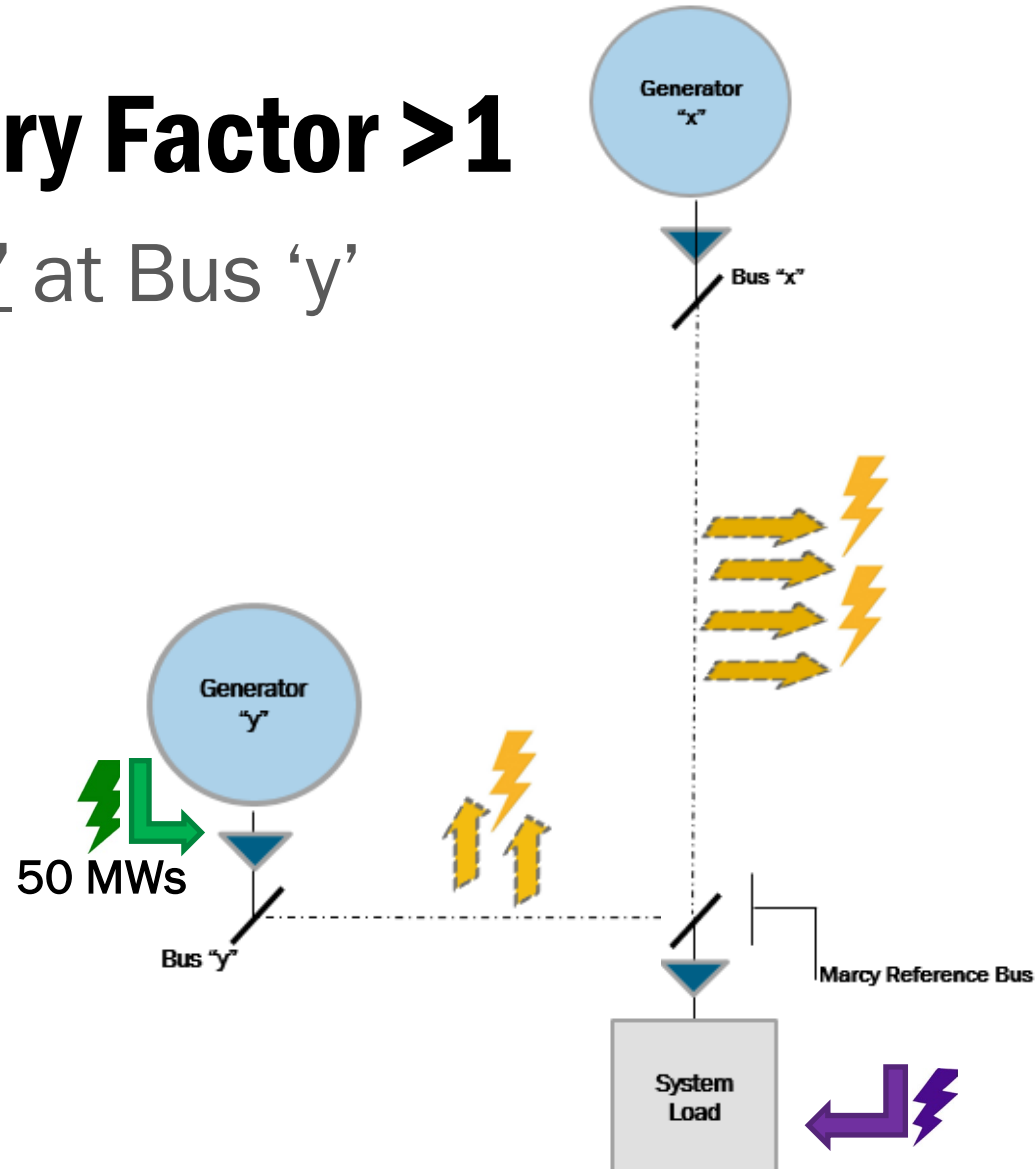 ry Factor >1
at Bus ‘y’
Generator
“x”
Bus “x”
Generator
“y”
50 MWs
Bus “y”
Marcy Reference Bus
System
Load